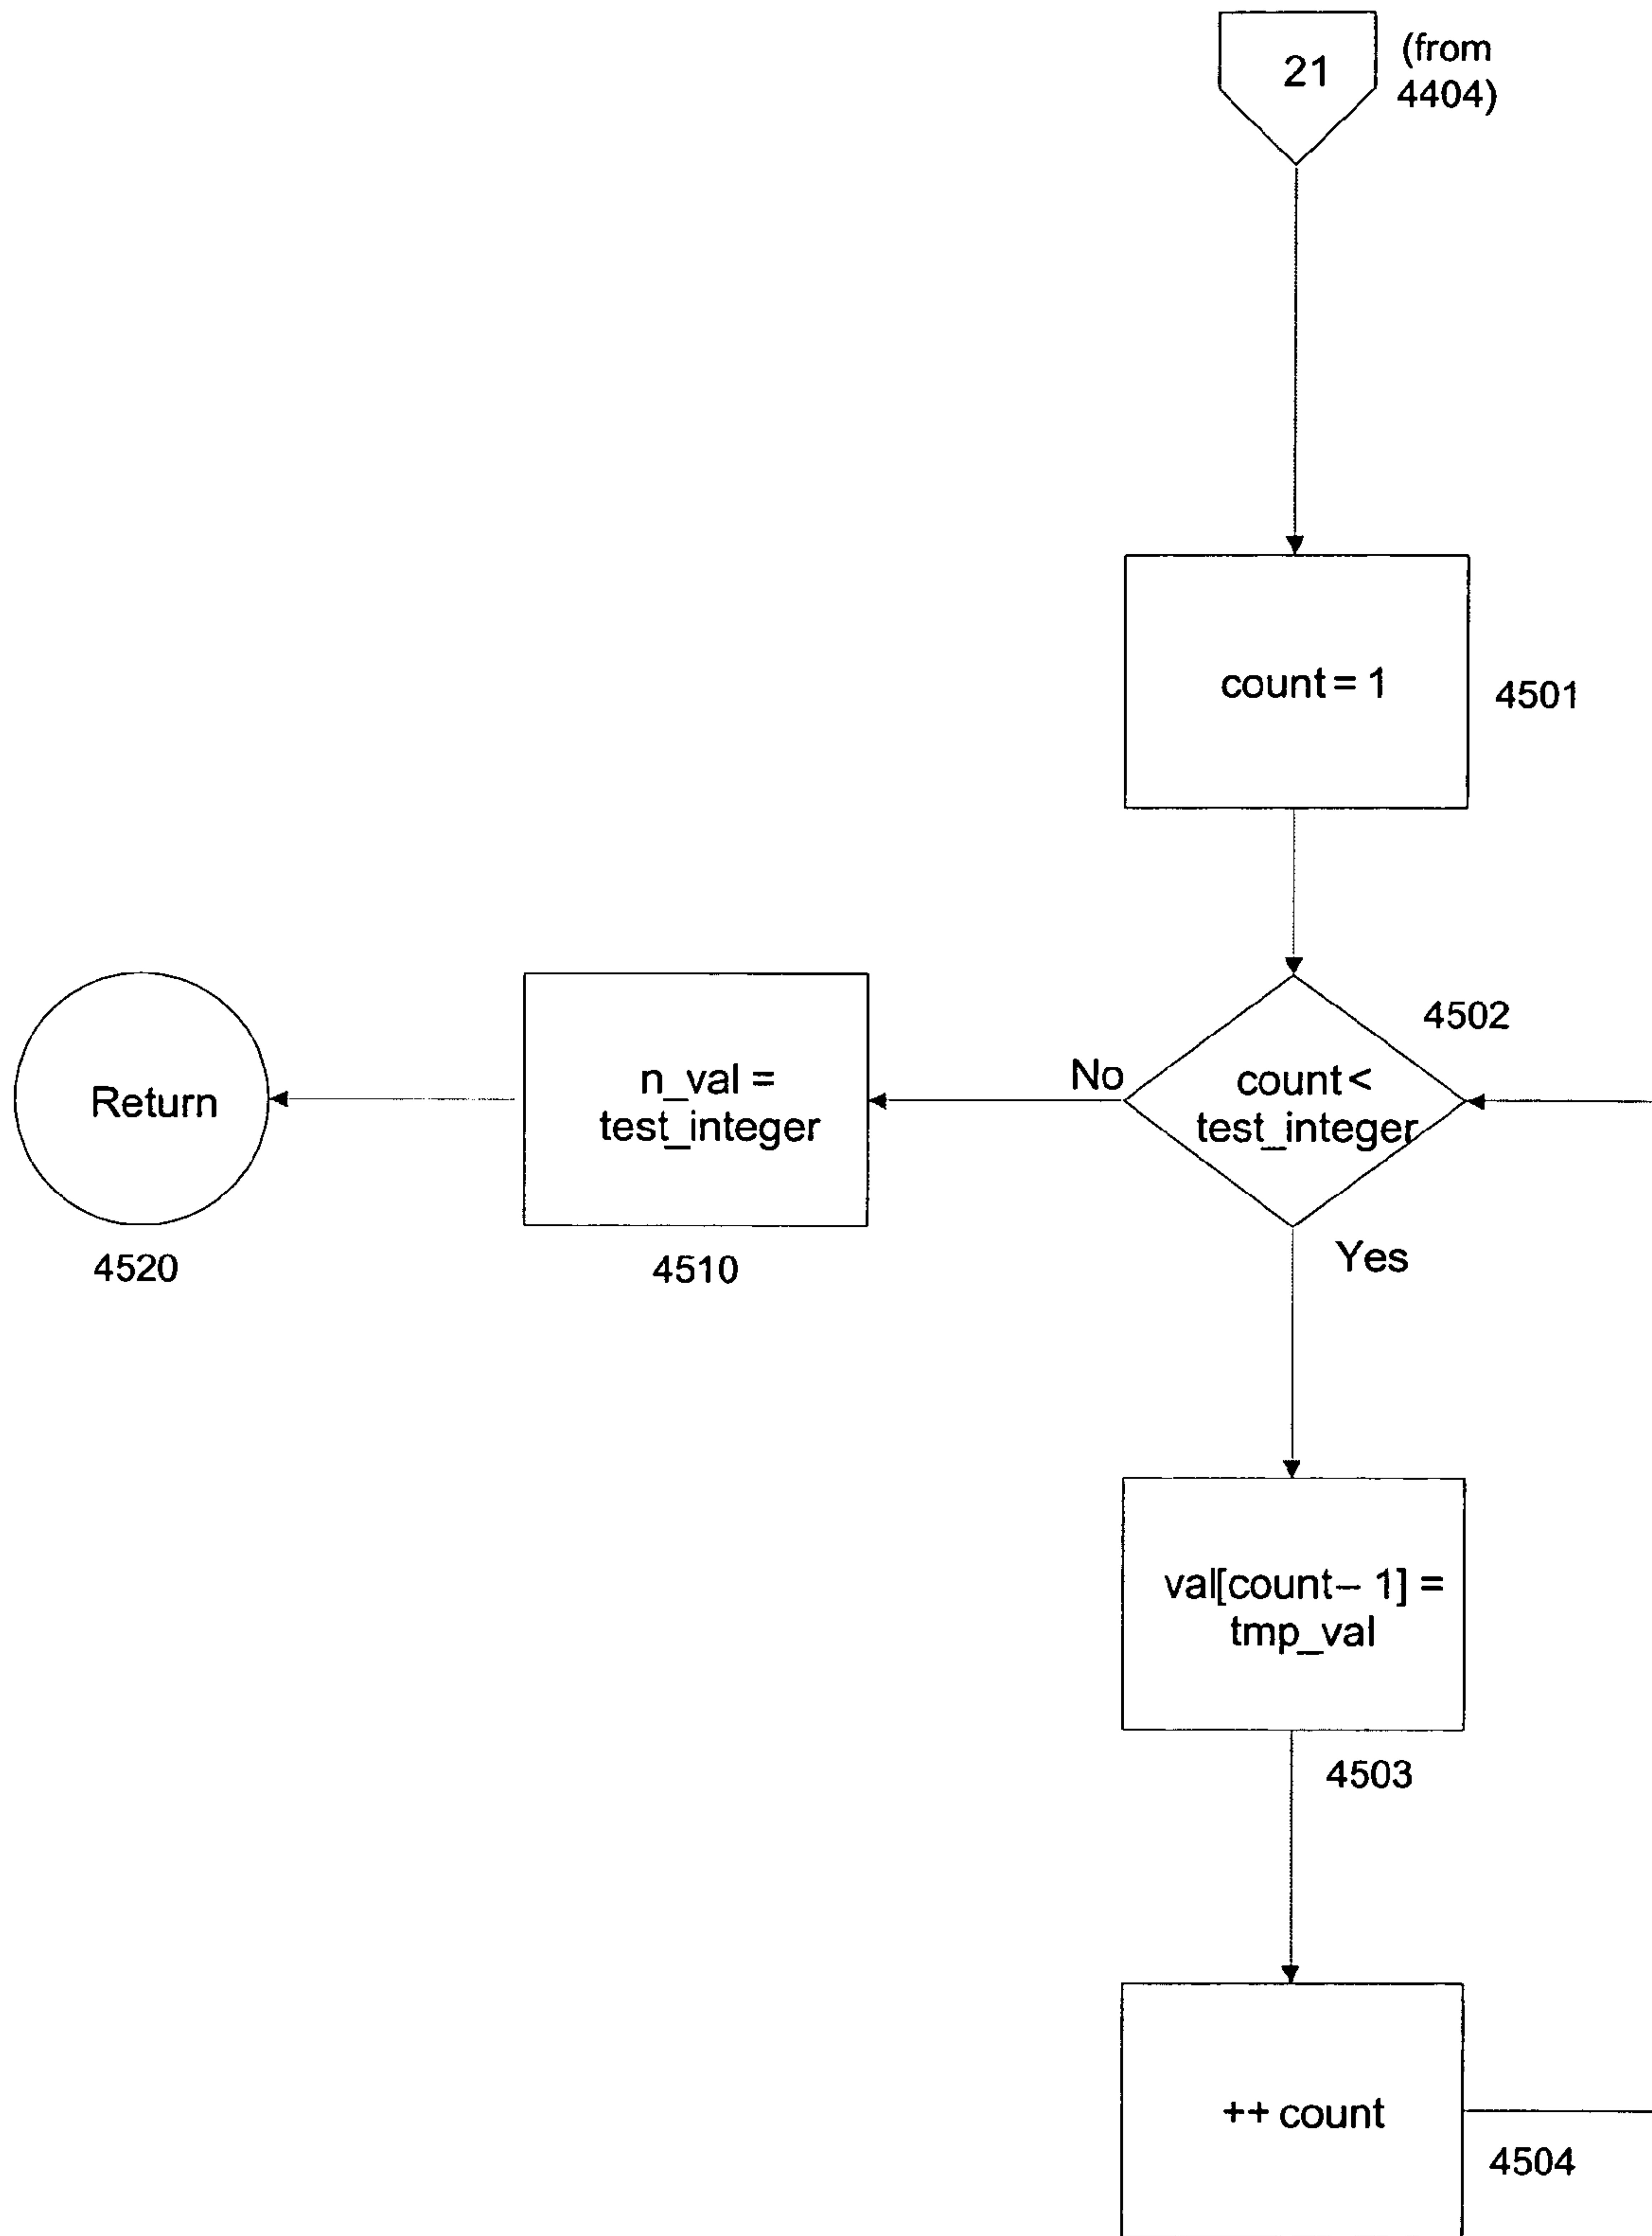 21
(from
4404)
count = 1
4501
4502
count <
test_integer
No
Yes
n_val =
test_integer
4510
Return
4520
val[count– 1] =
tmp_val
4503
++ count
4504